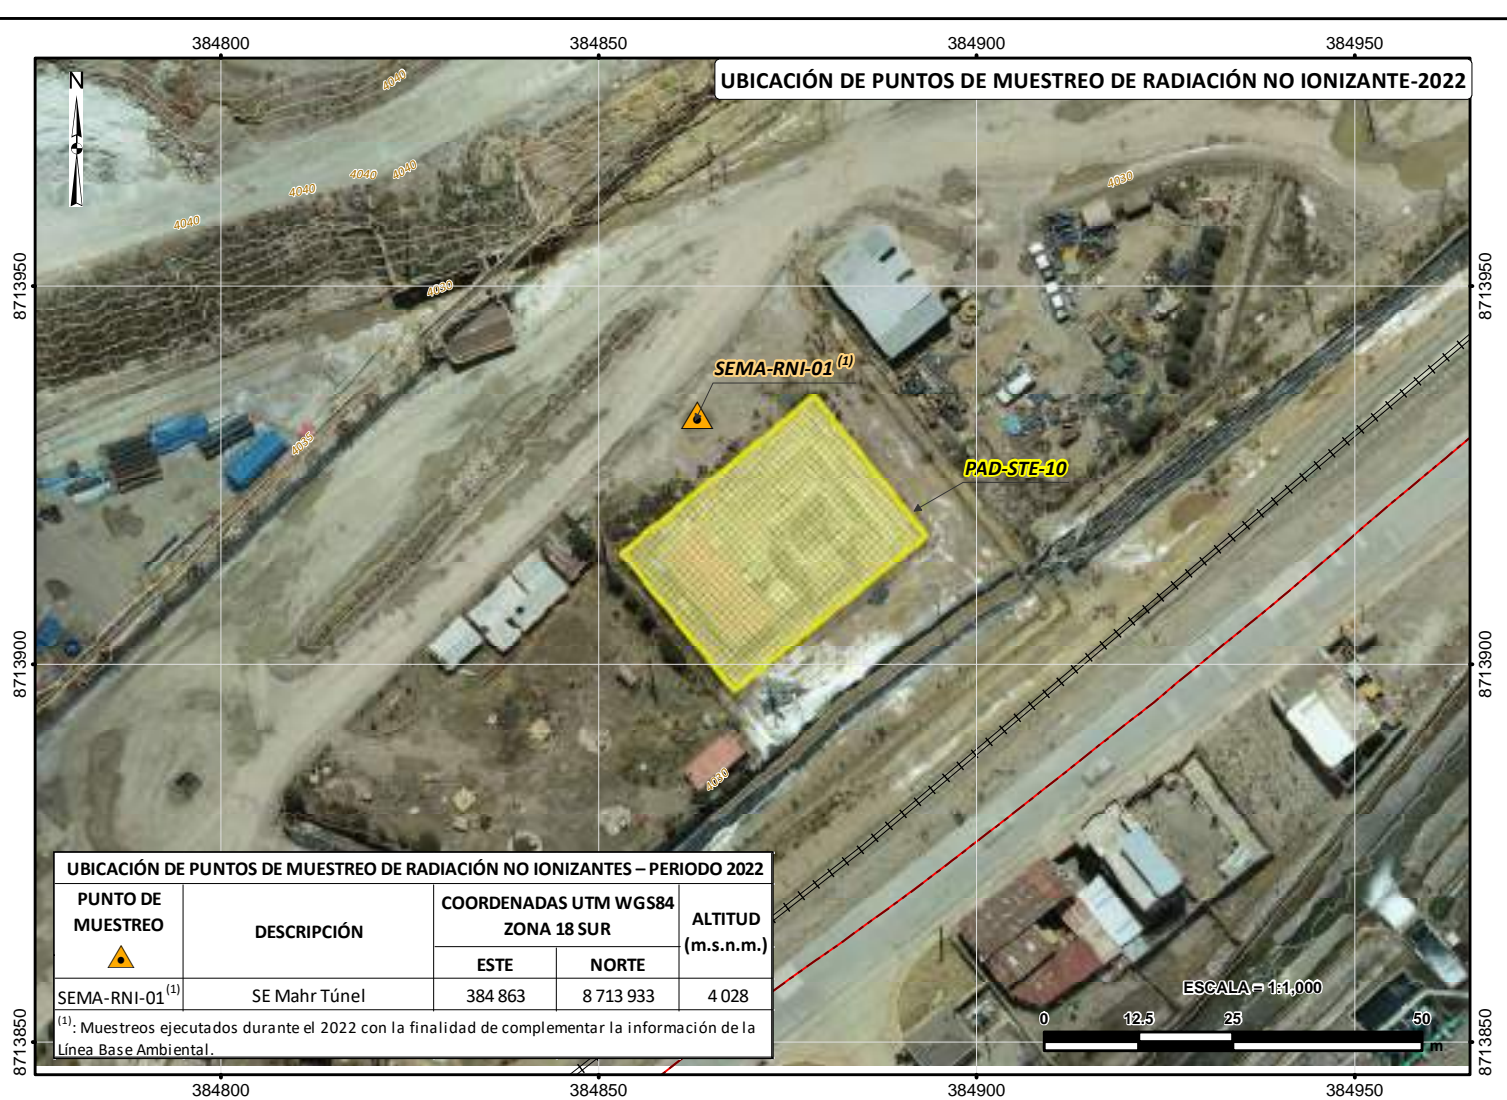 384800
384850
384900
384950
UBICACIÓN DE PUNTOS DE MUESTREO DE RADIACIÓN NO IONIZANTE-2022
N
4040
4040
4040
4040
4040
4030
8713950
8713950
4030
SEMA-RNI-01 (1)
4035
PAD-STE-10
8713900
8713900
4030
UBICACIÓN DE PUNTOS DE MUESTREO DE RADIACIÓN NO IONIZANTES – PERIODO 2022
PUNTO DE
MUESTREO
DESCRIPCIÓN
COORDENADAS UTM WGS84
ZONA 18 SUR
ALTITUD
(m.s.n.m.)
ESTE
NORTE
SEMA-RNI-01(1)
SE Mahr Túnel
384 863
8 713 933
4 028
(1): Muestreos ejecutados durante el 2022 con la finalidad de complementar la información de la
Línea Base Ambiental.
ESCALA = 1:1,000
0
12.5
25
50
m
8713850
8713850
384800
384850
384900
384950